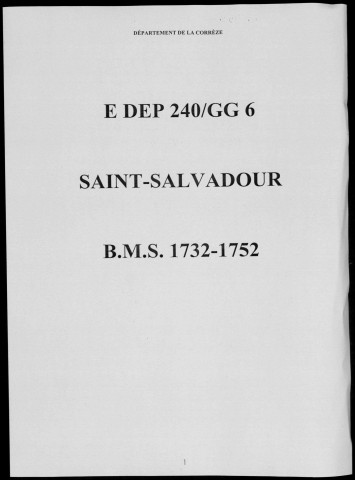 DÉPARTEMENT DE LA CORRÈZE
E DEP 240/GG 6
SAINT-SALVADOUR
B.M.S. 1732-1752
1